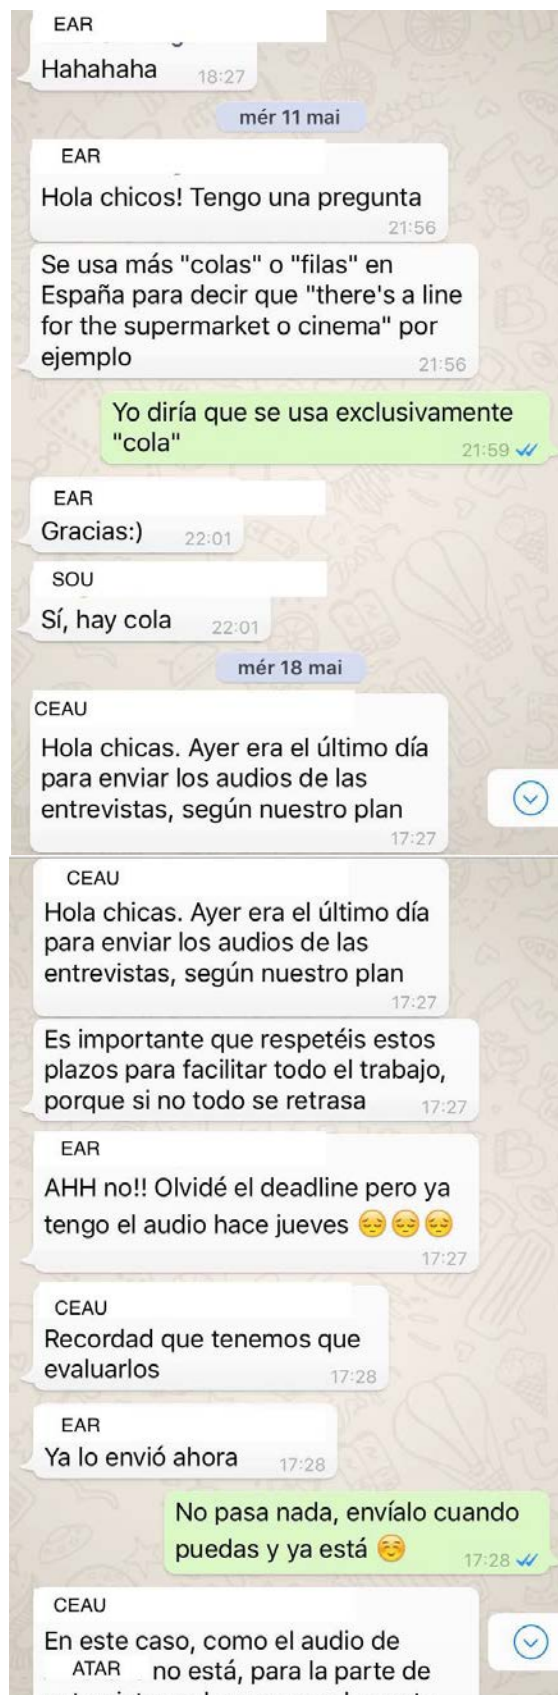 EAR
Hahahaha 18:27
mér 11 mai
EAR
Hola chicos! Tengo una pregunta
21:56
Se usa más "colas" o "filas" en
España para decir que "there's a line
for the supermarket o cinema" por
ejemplo 21:56
Yo diría que se usa exclusivamente
"cola" 21:59
EAR
Gracias:) 22:01
SOU
Sí, hay cola 22:01
mér 18 mai
CEAU
Hola chicas. Ayer era el último día
para enviar los audios de las
entrevistas, según nuestro plan
17:27
CEAU
Hola chicas. Ayer era el último día
para enviar los audios de las
entrevistas, según nuestro plan
17:27
Es importante que respetéis estos
plazos para facilitar todo el trabajo,
porque si no todo se retrasa 17:27
EAR
AHH no!! Olvidé el deadline pero ya
tengo el audio hace jueves 😔😔😔
17:27
CEAU
Recordad que tenemos que
evaluarlos 17:28
EAR
Ya lo envió ahora 17:28
No pasa nada, envíalo cuando
puedas y ya está ☺️ 17:28
CEAU
En este caso, como el audio de
ATAR no está, para la parte de